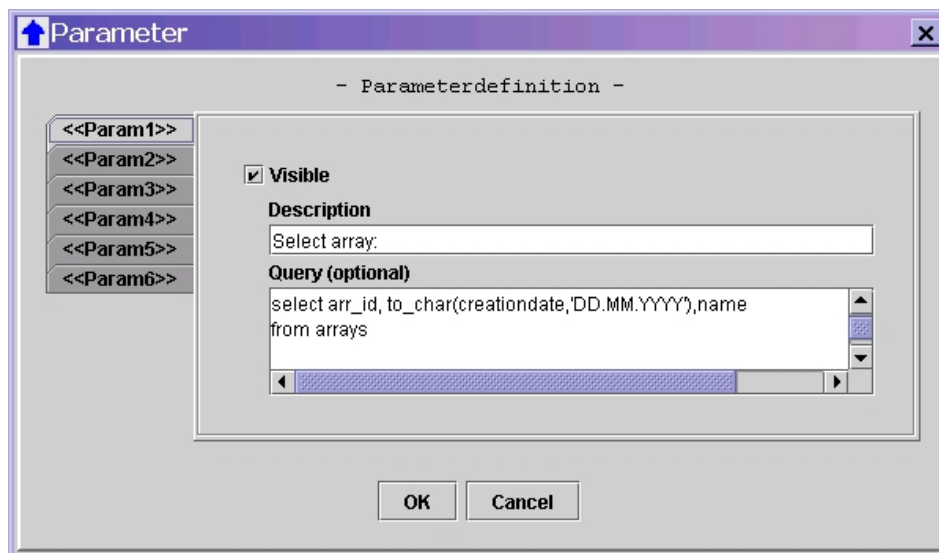 Parameter
- Parameterdefinition -
<<Param1>>
<<Param2>>
<<Param3>>
<<Param4>>
<<Param5>>
<<Param6>>
Visible
Description
Select array:
Query (optional)
select arr_id, to_char(creationdate,'DD.MM.YYYY'),name
from arrays
OK
Cancel